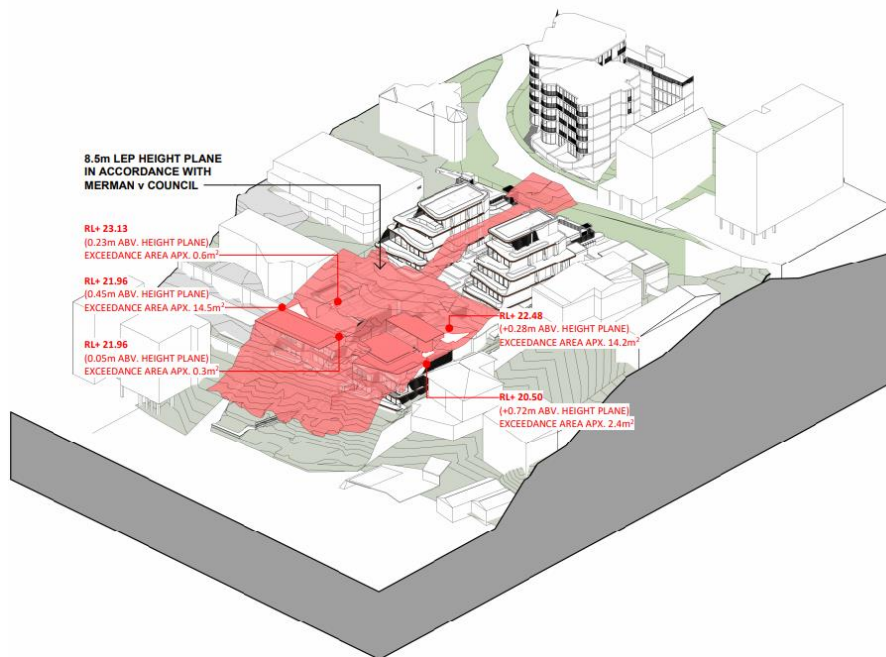 8.5m LEP HEIGHT PLANE
IN ACCORDANCE WITH
MERMAN v COUNCIL
RL+ 23.13
(0.23m ABV. HEIGHT PLANE)
EXCEEDANCE AREA APX. 0.6m²
RL+ 21.96
(0.45m ABV. HEIGHT PLANE)
EXCEEDANCE AREA APX. 14.5m²
RL+ 21.96
(0.05m ABV. HEIGHT PLANE)
EXCEEDANCE AREA APX. 0.3m²
RL+ 22.48
(+0.28m ABV. HEIGHT PLANE)
EXCEEDANCE AREA APX. 14.2m²
RL+ 20.50
(+0.72m ABV. HEIGHT PLANE)
EXCEEDANCE AREA APX. 2.4m²